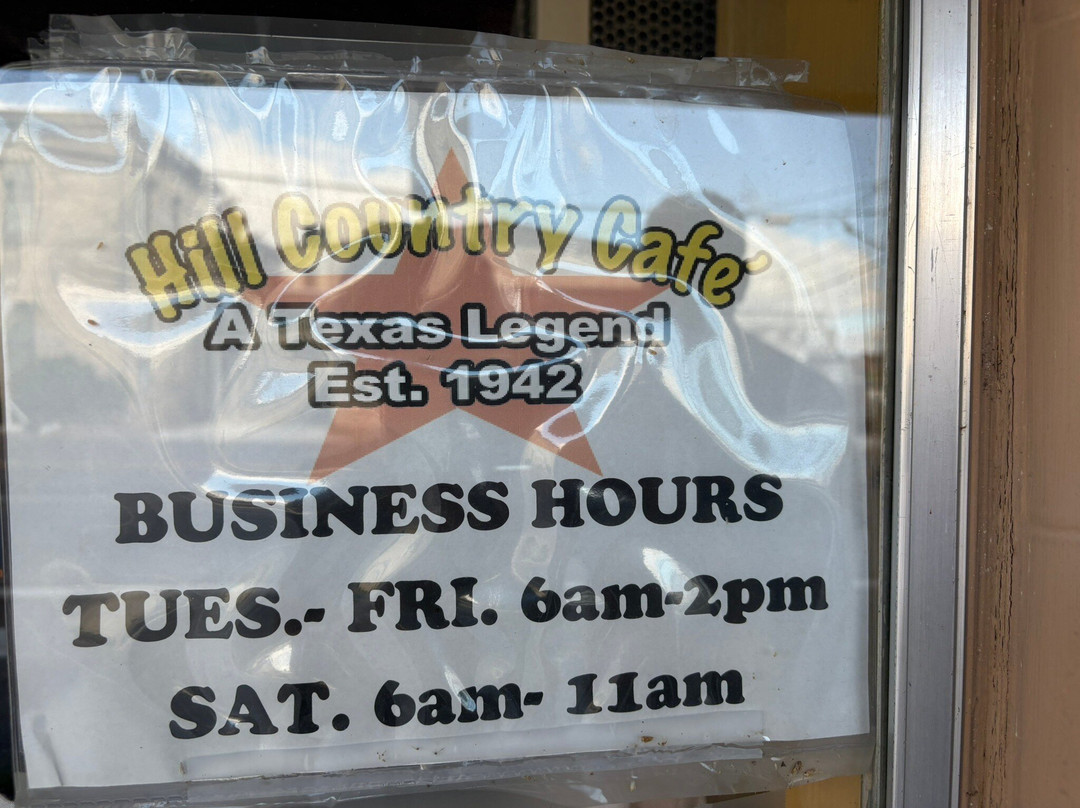 Hill Country Cafe´
A Texas Legend
Est. 1942
BUSINESS HOURS
TUES.- FRI. 6am-2pm
SAT. 6am- 11am